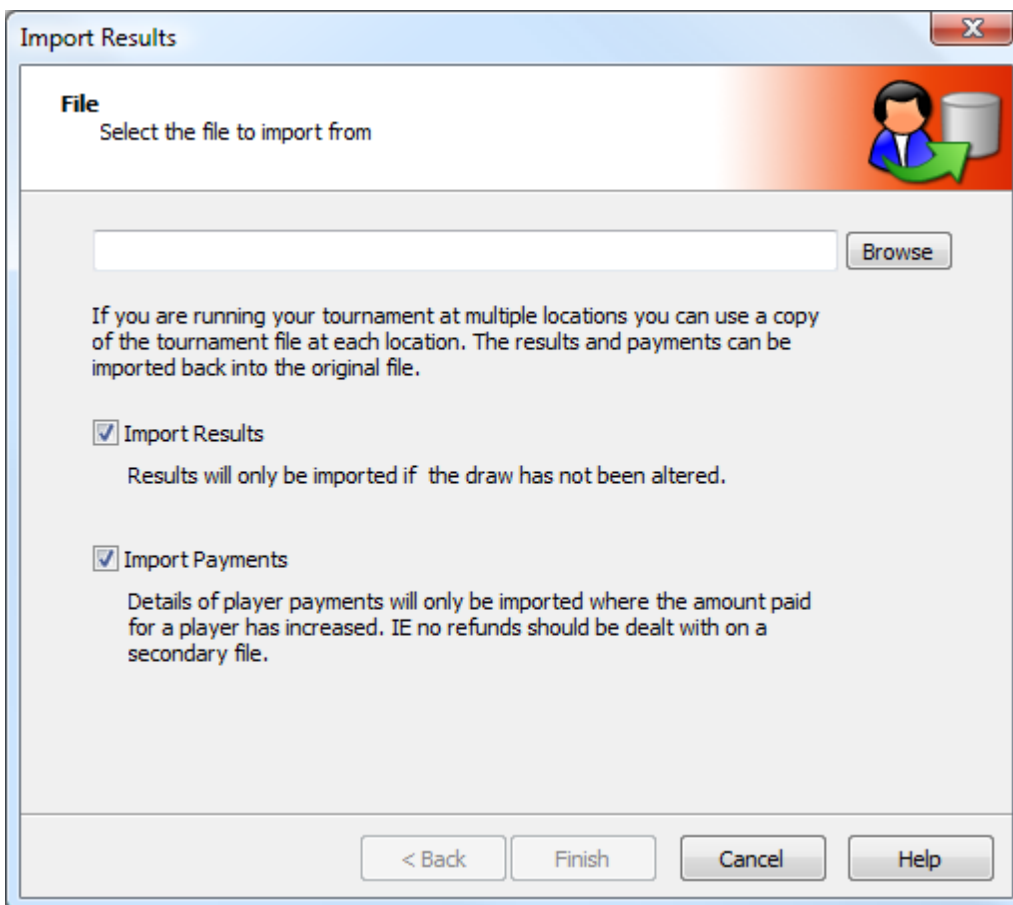 Import Results
File
Select the file to import from
Browse
If you are running your tournament at multiple locations you can use a copy
of the tournament file at each location. The results and payments can be
imported back into the original file.
Import Results
Results will only be imported if  the draw has not been altered.
Import Payments
Details of player payments will only be imported where the amount paid
for a player has increased. IE no refunds should be dealt with on a
secondary file.
< Back
Finish
Cancel
Help